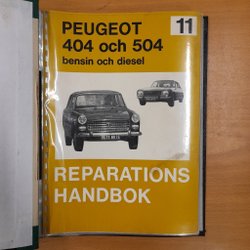 PEUGEOT
404 och 504
bensin och diesel
11
REPARATIONS
HANDBOK